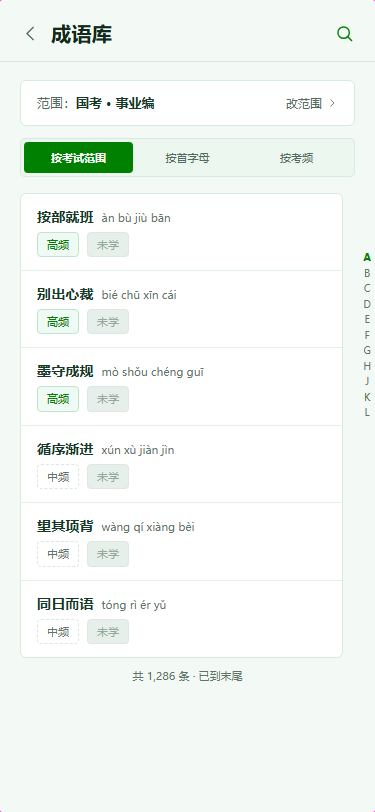 成语库
范围：国考 • 事业编 改范围
按考试范围 按首字母 按考频
按部就班 àn bù jiù bān
高频 未学
别出心裁 bié chū xīn cái
高频 未学
墨守成规 mò shǒu chéng guī
高频 未学
循序渐进 xún xù jiàn jìn
中频 未学
望其项背 wàng qí xiàng bèi
中频 未学
同日而语 tóng rì ér yǔ
中频 未学
共 1,286 条 · 已到末尾
A
B
C
D
E
F
G
H
J
K
L